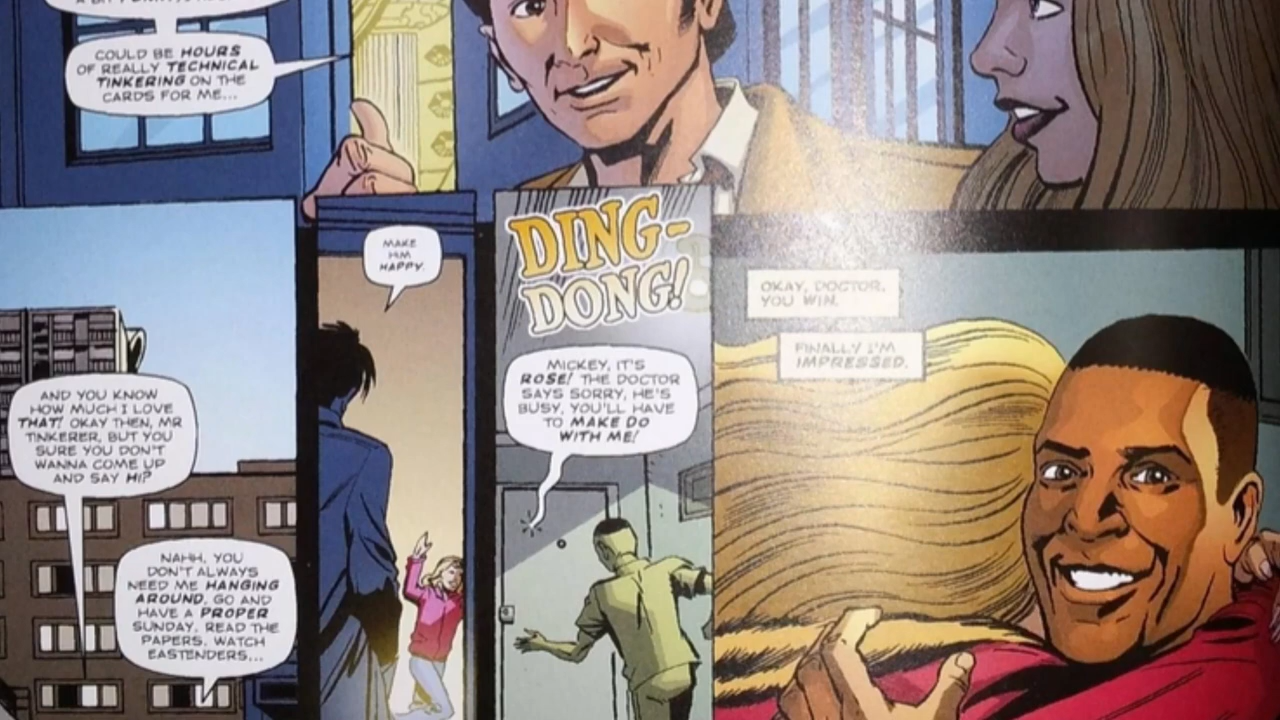 COULD BE HOURS
OF REALLY TECHNICAL
TINKERING ON THE
CARDS FOR ME...
AND YOU KNOW
HOW MUCH I LOVE
THAT! OKAY THEN, MR
TINKERER, BUT YOU
SURE YOU DON'T
WANNA COME UP
AND SAY HI?
NAHH, YOU
DON'T ALWAYS
NEED ME HANGING
AROUND. GO AND
HAVE A PROPER
SUNDAY. READ THE
PAPERS. WATCH
EASTENDERS...
MAKE
HIM
HAPPY.
DING-
DONG!
MICKEY, IT'S
ROSE! THE DOCTOR
SAYS SORRY, HE'S
BUSY, YOU'LL HAVE
TO MAKE DO
WITH ME!
OKAY, DOCTOR,
YOU WIN.
FINALLY I'M
IMPRESSED.